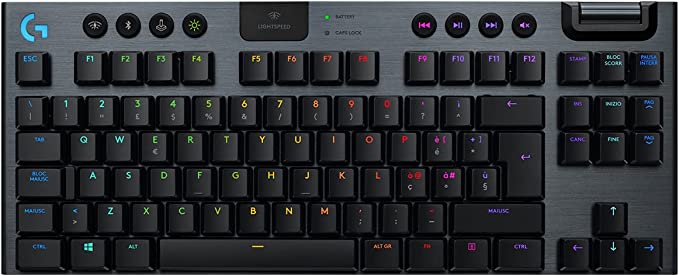 G LIGHTSPEED BATTERY CAPS LOCK
ESC F1 F2 F3 F4 F5 F6 F7 F8 F9 F10 F11 F12 STAMP BLOC SCORR PAUSA INTERR
\ | 1 ! 2 " 3 £ 4 $ 5 % 6 & 7 / 8 ( 9 ) 0 = INS INIZIO PAG
TAB Q W E € R T Y U I O P è [ é + ] * CANC FINE PAG
BLOC MAIUSC A S D F G H J K L ò @ ç à # ù §
MAIUSC < > Z X C V B N M , ; . : - _ MAIUSC
CTRL ALT ALT GR FN CTRL